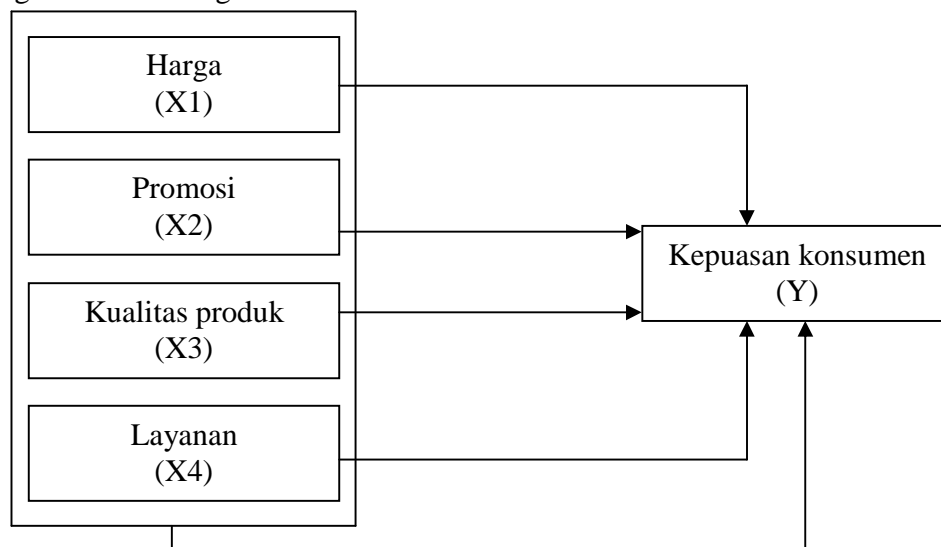 Harga
(X1)
Promosi
(X2)
Kualitas produk
(X3)
Layanan
(X4)
Kepuasan konsumen
(Y)